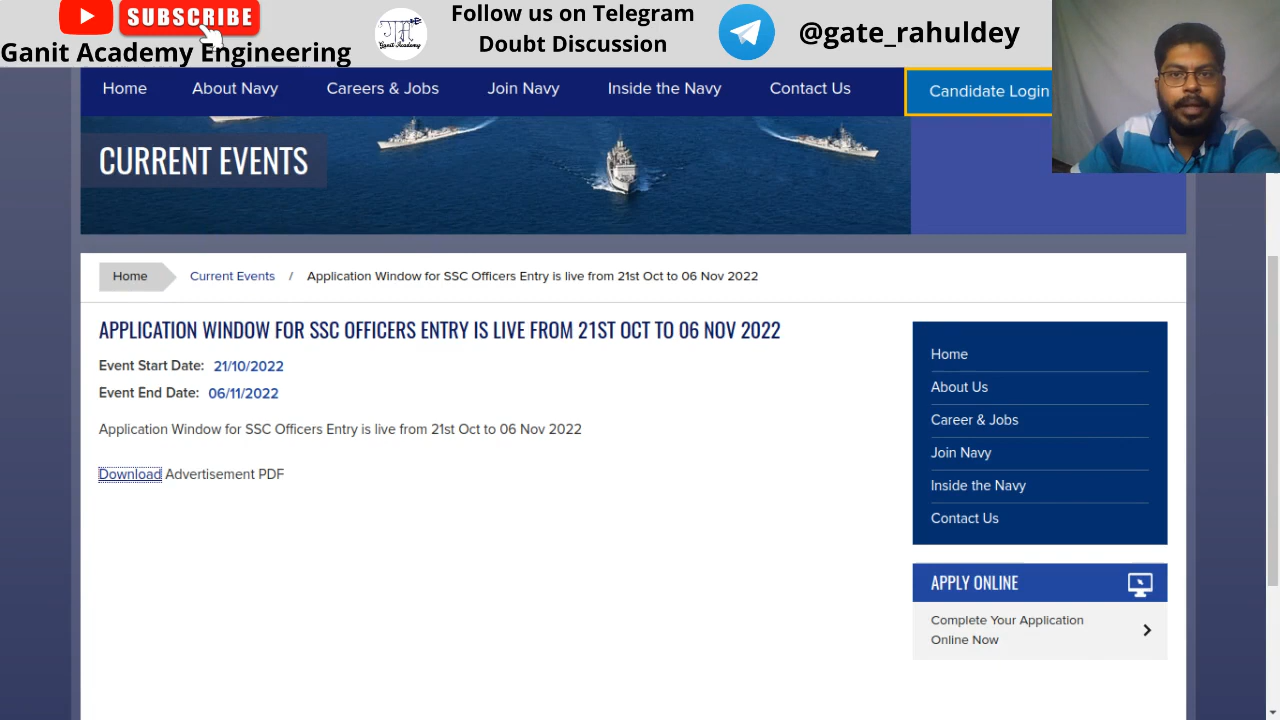 SUBSCRIBE
Ganit Academy Engineering
Ganit Academy
Follow us on Telegram
Doubt Discussion
@gate_rahuldey
Home
About Navy
Careers & Jobs
Join Navy
Inside the Navy
Contact Us
Candidate Login
CURRENT EVENTS
Home
Current Events / Application Window for SSC Officers Entry is live from 21st Oct to 06 Nov 2022
APPLICATION WINDOW FOR SSC OFFICERS ENTRY IS LIVE FROM 21ST OCT TO 06 NOV 2022
Event Start Date: 21/10/2022
Event End Date: 06/11/2022
Application Window for SSC Officers Entry is live from 21st Oct to 06 Nov 2022
Download Advertisement PDF
Home
About Us
Career & Jobs
Join Navy
Inside the Navy
Contact Us
APPLY ONLINE
Complete Your Application
Online Now